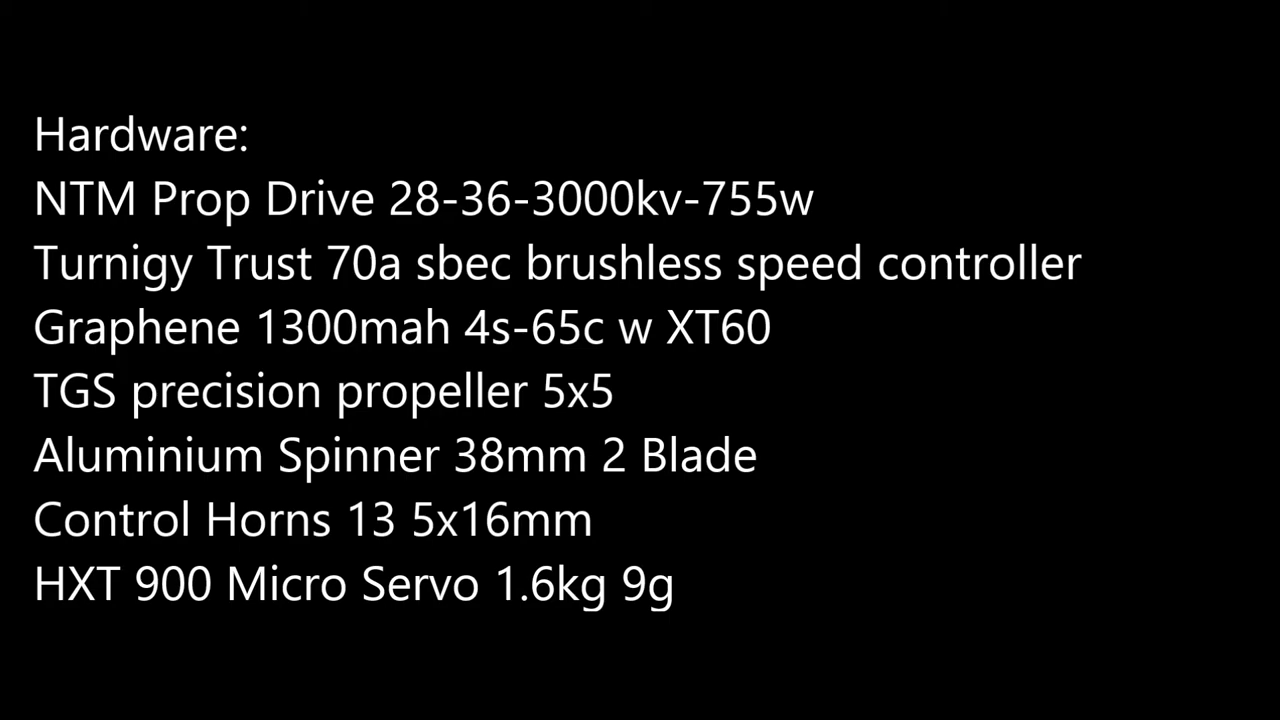 Hardware:
NTM Prop Drive 28-36-3000kv-755w
Turnigy Trust 70a sbec brushless speed controller
Graphene 1300mah 4s-65c w XT60
TGS precision propeller 5x5
Aluminium Spinner 38mm 2 Blade
Control Horns 13 5x16mm
HXT 900 Micro Servo 1.6kg 9g